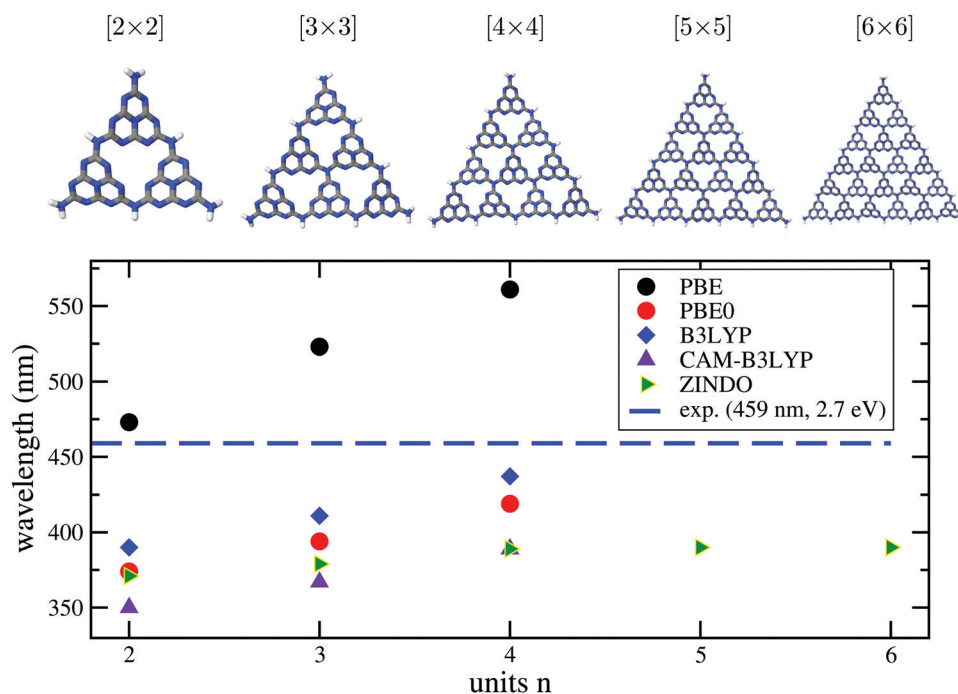 [2×2] [3×3] [4×4] [5×5] [6×6]
PBE
PBE0
B3LYP
CAM-B3LYP
ZINDO
exp. (459 nm, 2.7 eV)
wavelength (nm)
550
500
450
400
350
2 3 4 5 6
units n